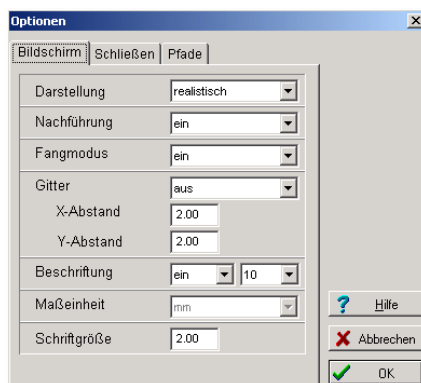 Optionen
Bildschirm Schließen Pfade
Darstellung realistisch
Nachführung ein
Fangmodus ein
Gitter aus
X-Abstand 2.00
Y-Abstand 2.00
Beschriftung ein 10
Maßeinheit mm
Schriftgröße 2.00
? Hilfe
Abbrechen
OK